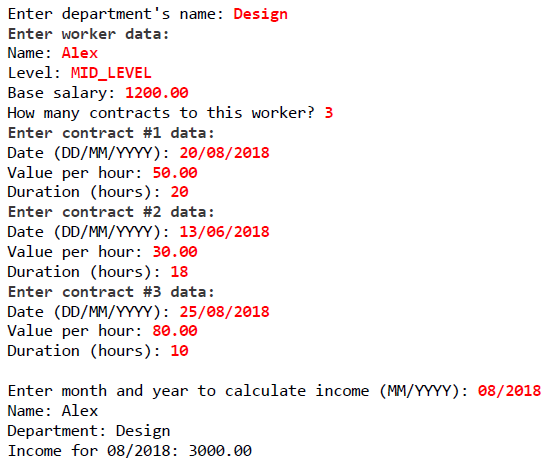 Enter department's name: Design
Enter worker data:
Name: Alex
Level: MID_LEVEL
Base salary: 1200.00
How many contracts to this worker? 3
Enter contract #1 data:
Date (DD/MM/YYYY): 20/08/2018
Value per hour: 50.00
Duration (hours): 20
Enter contract #2 data:
Date (DD/MM/YYYY): 13/06/2018
Value per hour: 30.00
Duration (hours): 18
Enter contract #3 data:
Date (DD/MM/YYYY): 25/08/2018
Value per hour: 80.00
Duration (hours): 10
Enter month and year to calculate income (MM/YYYY): 08/2018
Name: Alex
Department: Design
Income for 08/2018: 3000.00